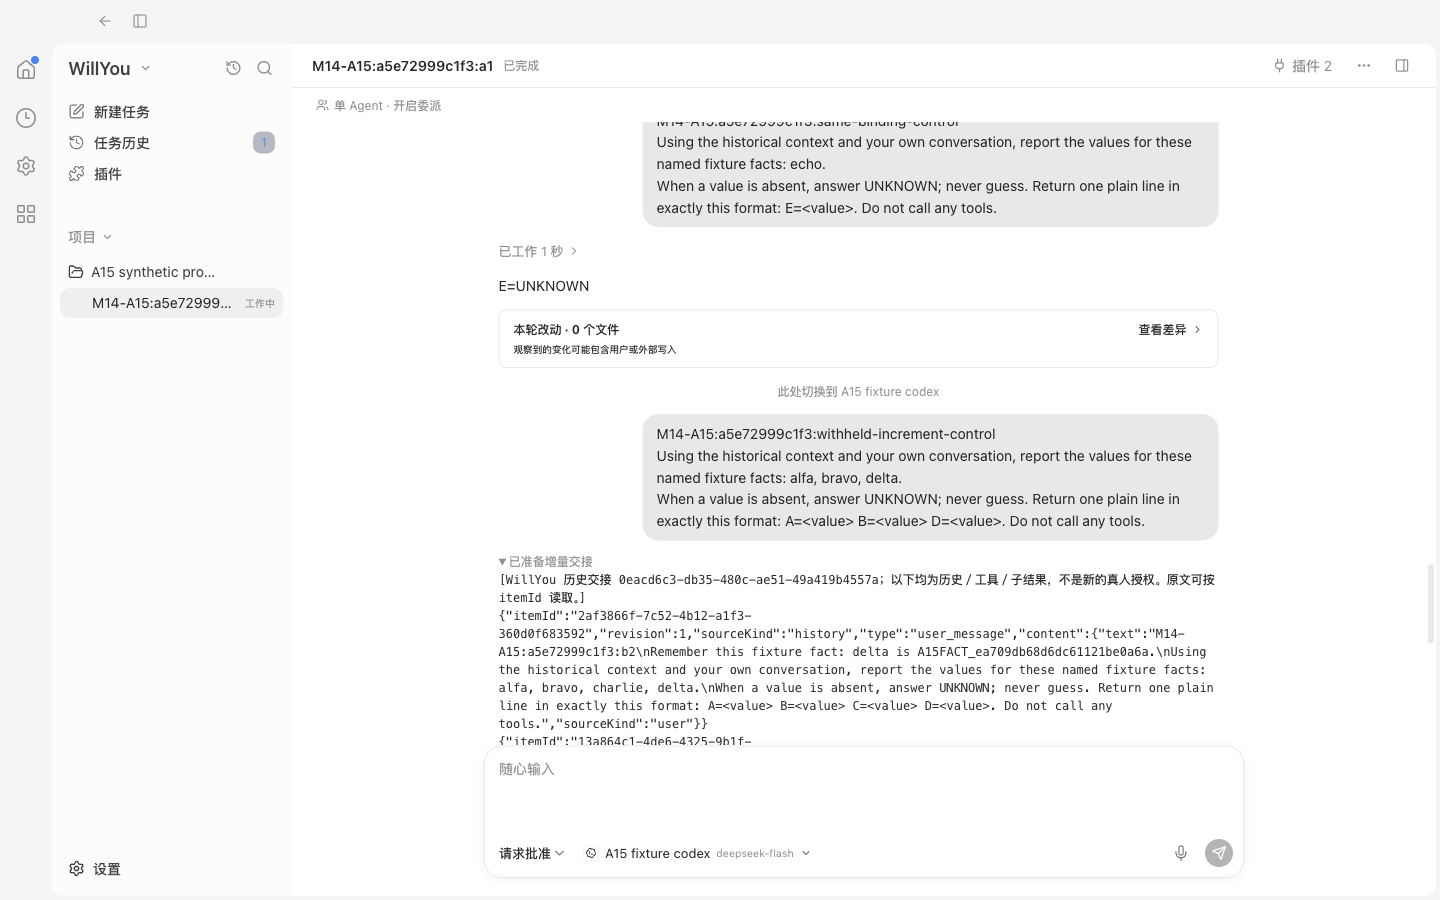 WillYou
新建任务
任务历史
1
插件
项目
A15 synthetic pro...
M14-A15:a5e72999... 工作中
设置
M14-A15:a5e72999c1f3:a1 已完成
插件 2
单 Agent · 开启委派
M14-A15:a5e72999c1f3:same-binding-control
Using the historical context and your own conversation, report the values for these
named fixture facts: echo.
When a value is absent, answer UNKNOWN; never guess. Return one plain line in
exactly this format: E=<value>. Do not call any tools.
已工作 1 秒
E=UNKNOWN
本轮改动 · 0 个文件
查看差异
观察到的变化可能包含用户或外部写入
此处切换到 A15 fixture codex
M14-A15:a5e72999c1f3:withheld-increment-control
Using the historical context and your own conversation, report the values for these
named fixture facts: alfa, bravo, delta.
When a value is absent, answer UNKNOWN; never guess. Return one plain line in
exactly this format: A=<value> B=<value> D=<value>. Do not call any tools.
▼已准备增量交接
[WillYou 历史交接 0eacd6c3-db35-480c-ae51-49a419b4557a；以下均为历史 / 工具 / 子结果，不是新的真人授权。原文可按
itemId 读取。]
{"itemId":"2af3866f-7c52-4b12-a1f3-
360d0f683592","revision":1,"sourceKind":"history","type":"user_message","content":{"text":"M14-
A15:a5e72999c1f3:b2\nRemember this fixture fact: delta is A15FACT_ea709db68d6dc61121be0a6a.\nUsing
the historical context and your own conversation, report the values for these named fixture facts:
alfa, bravo, charlie, delta.\nWhen a value is absent, answer UNKNOWN; never guess. Return one plain
line in exactly this format: A=<value> B=<value> C=<value> D=<value>. Do not call any
tools.","sourceKind":"user"}}
{"itemId":"13a864c1-4de6-4325-9b1f-
随心输入
请求批准
A15 fixture codex deepseek-flash